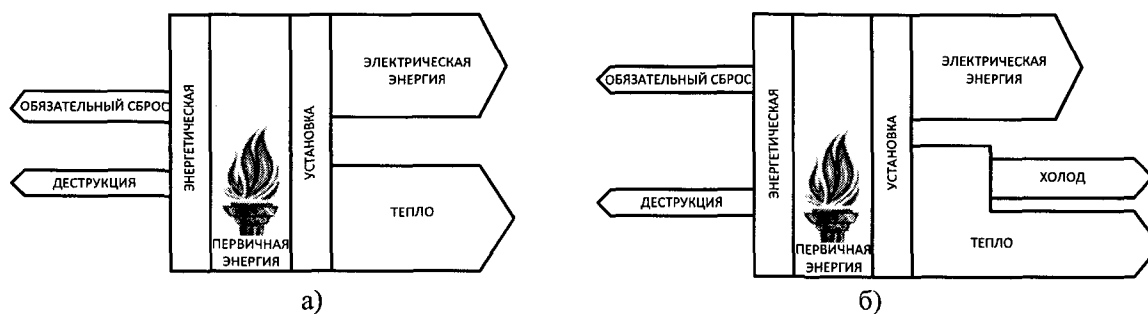 ОБЯЗАТЕЛЬНЫЙ СБРОС
ДЕСТРУКЦИЯ
ЭНЕРГЕТИЧЕСКАЯ
ПЕРВИЧНАЯ
ЭНЕРГИЯ
УСТАНОВКА
ЭЛЕКТРИЧЕСКАЯ
ЭНЕРГИЯ
ТЕПЛО
а)
ОБЯЗАТЕЛЬНЫЙ СБРОС
ДЕСТРУКЦИЯ
ЭНЕРГЕТИЧЕСКАЯ
ПЕРВИЧНАЯ
ЭНЕРГИЯ
УСТАНОВКА
ЭЛЕКТРИЧЕСКАЯ
ЭНЕРГИЯ
ХОЛОД
ТЕПЛО
б)